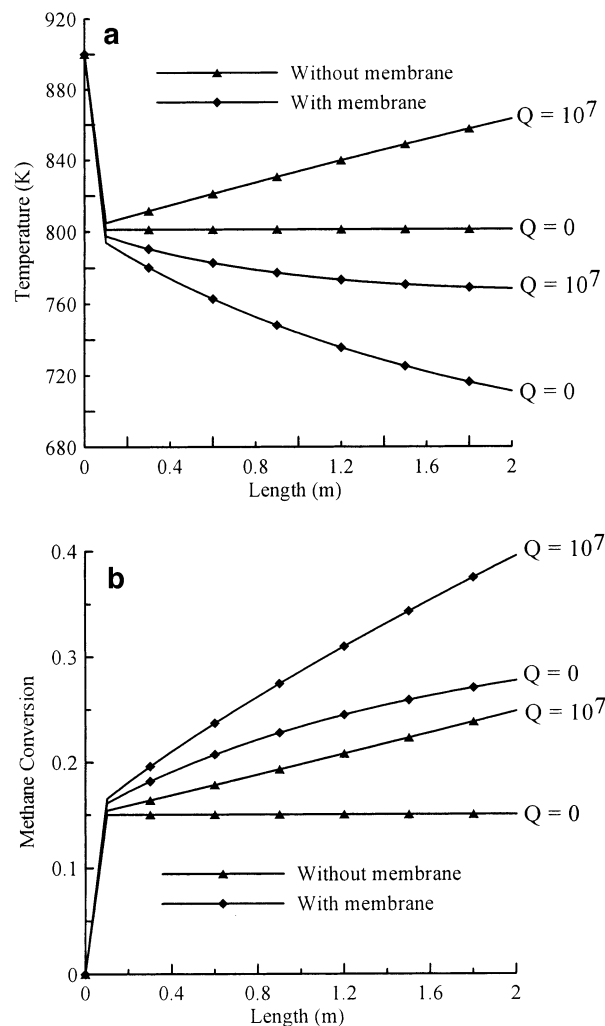 920
a
Without membrane
With membrane
880
Q = 10⁷
840
Temperature (K)
Q = 0
800
Q = 10⁷
760
720
Q = 0
680
0 0.4 0.8 1.2 1.6 2
Length (m)
0.4
b
Q = 10⁷
0.3
Q = 0
Q = 10⁷
Methane Conversion
0.2
Q = 0
0.1
Without membrane
With membrane
0
0 0.4 0.8 1.2 1.6 2
Length (m)